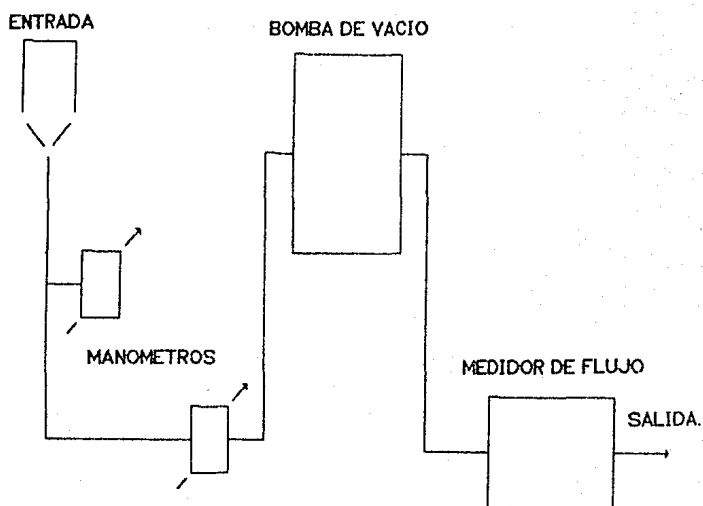 ENTRADA
BOMBA DE VACIO
MANOMETROS
MEDIDOR DE FLUJO
SALIDA.